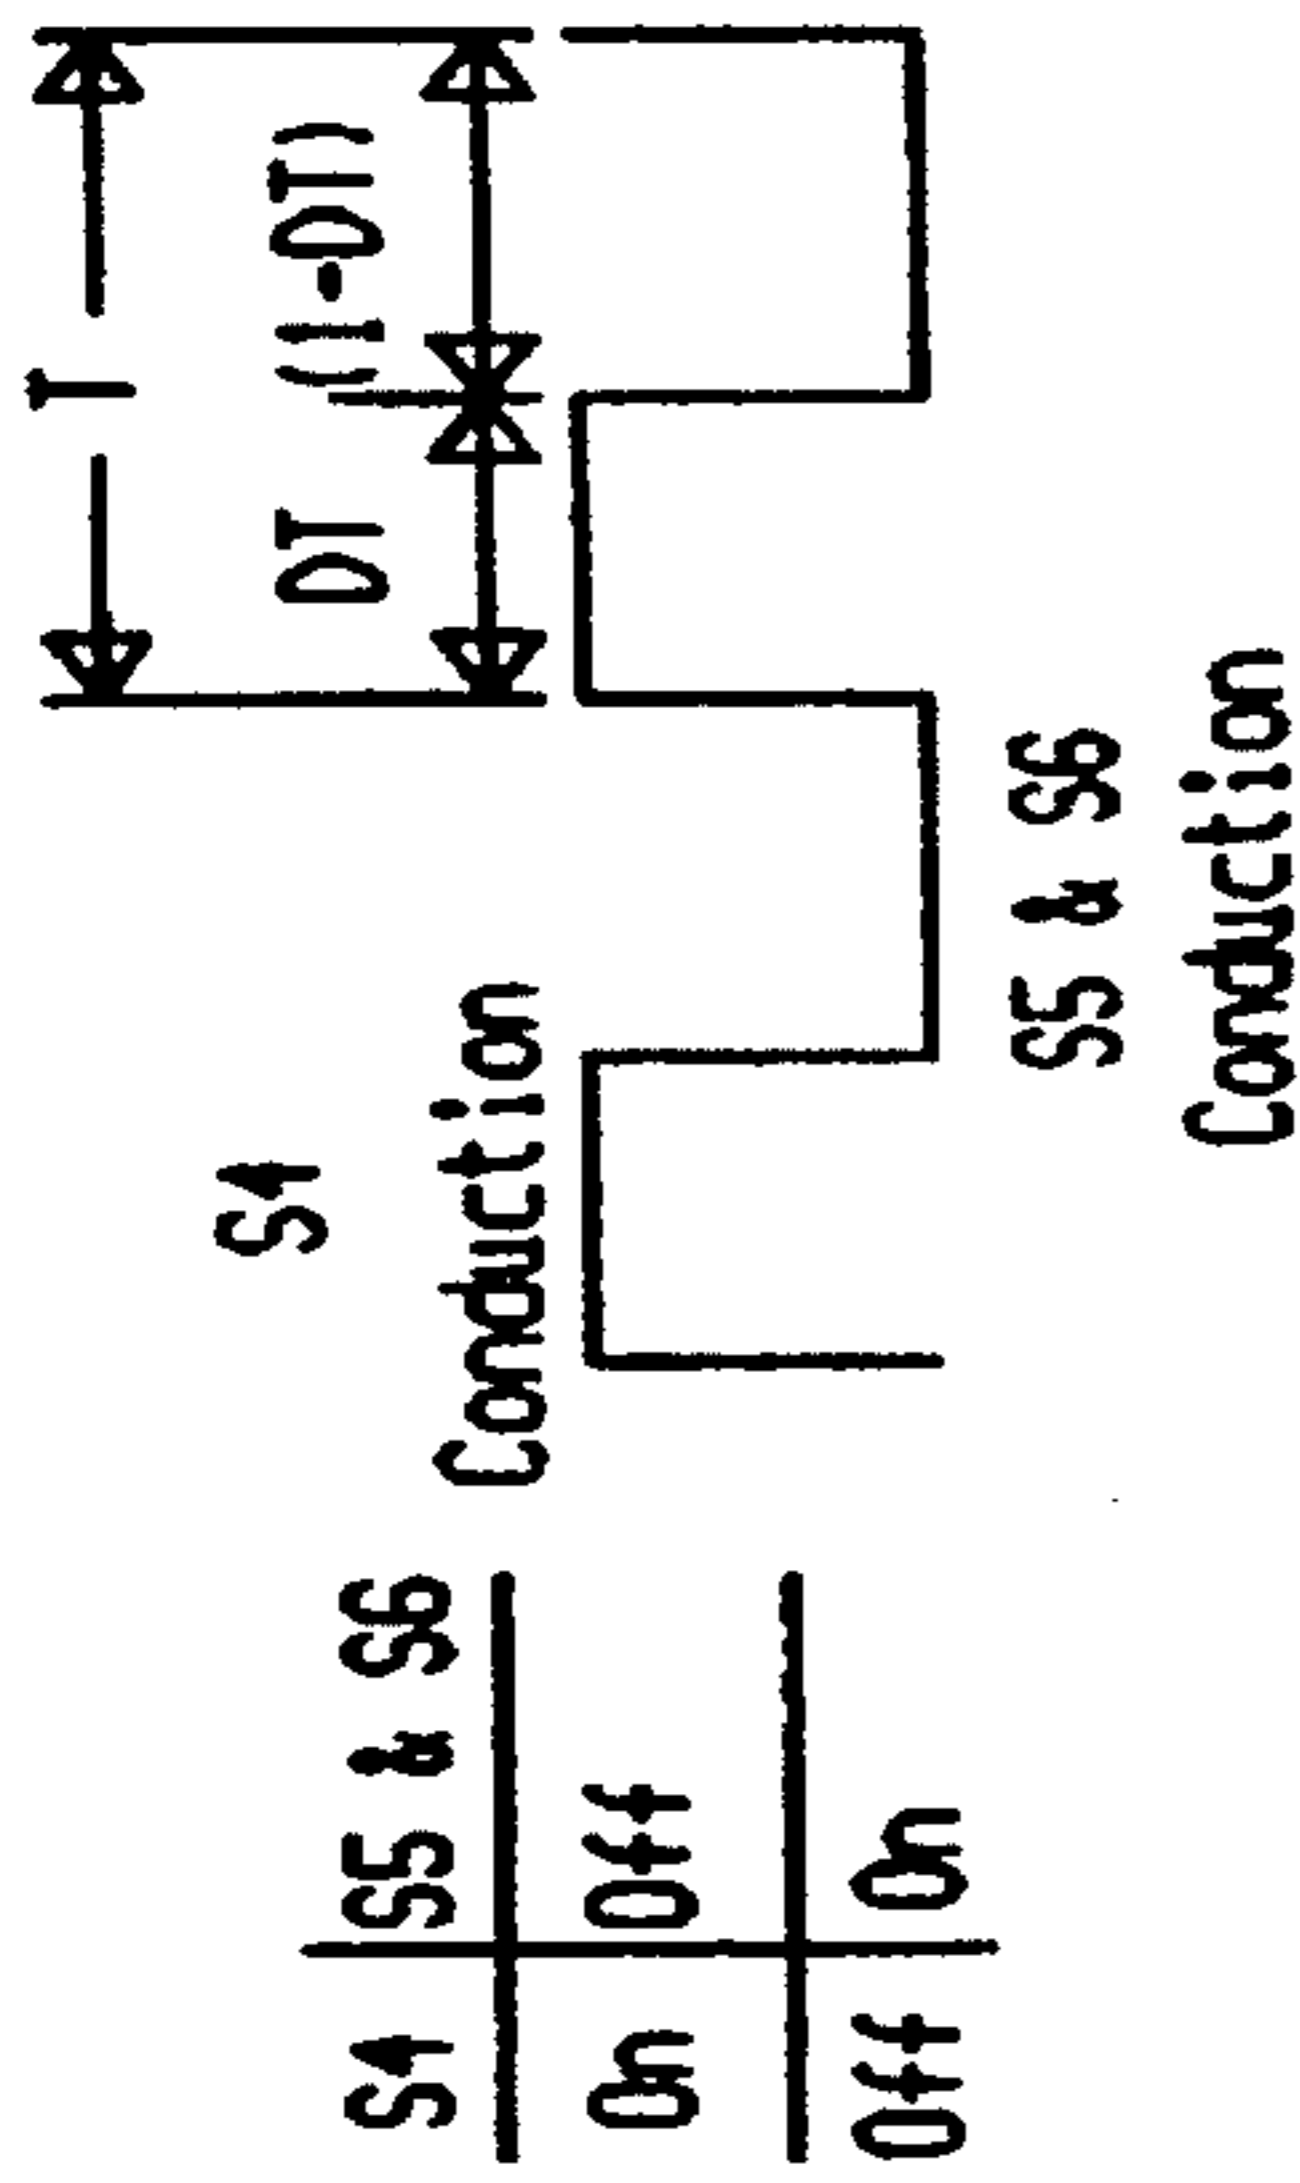 S4 S5 & S6
On Off
Off On
T
DT (1-DT)
S4
Conduction
S5 & S6
Conduction